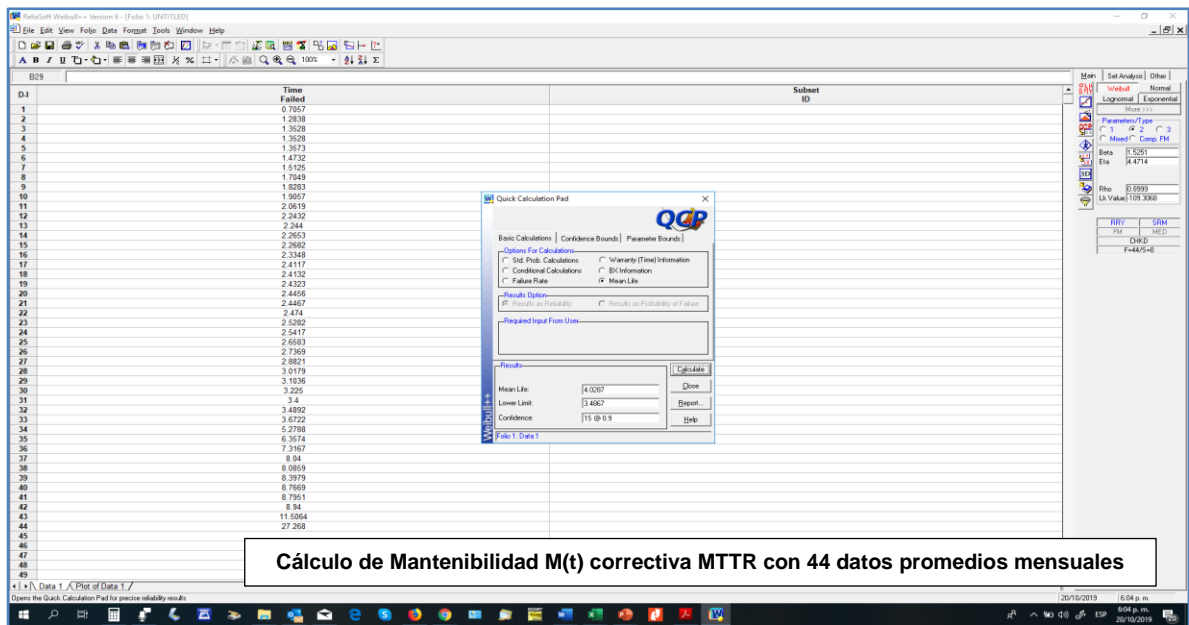 ReliaSoft Weibull++ Version 6 - [Folio 1: UNTITLED]
File Edit View Folio Data Format Tools Window Help
100%
B29
Time Failed
Subset ID
1 0.7057
2 1.2838
3 1.3528
4 1.3528
5 1.3573
6 1.4732
7 1.5125
8 1.7049
9 1.8283
10 1.9057
11 2.0619
12 2.2432
13 2.244
14 2.2653
15 2.2682
16 2.3348
17 2.4117
18 2.4132
19 2.4323
20 2.4456
21 2.4467
22 2.474
23 2.5282
24 2.5417
25 2.6583
26 2.7369
27 2.8821
28 3.0179
29 3.1036
30 3.225
31 3.4
32 3.4892
33 3.6722
34 5.2788
35 6.3574
36 7.3167
37 8.04
38 8.0859
39 8.3979
40 8.7669
41 8.7951
42 8.94
43 11.5064
44 27.268
45
46
47
48
49
Quick Calculation Pad
QCP
Basic Calculations Confidence Bounds Parameter Bounds
Options For Calculations
Std. Prob. Calculations Warranty (Time) Information
Conditional Calculations BX Information
Failure Rate Mean Life
Results Option
Results as Reliability Results as Probability of Failure
Required Input From User
Results
Calculate
Mean Life: 4.0287
Close
Lower Limit: 3.4867
Report...
Confidence: 1S @ 0.9
Help
Weibull++
Folio 1: Data 1
Main Set Analysis Other
Weibull Normal
Lognormal Exponential
More >>>
Parameters/Type
1 2 3
Mixed Comp. FM
Beta 1.5251
Eta 4.4714
Rho 0.8999
Lk Value -109.3068
RRY SRM
FM MED
CHKD
F=44/S=0
Cálculo de Mantenibilidad M(t) correctiva MTTR con 44 datos promedios mensuales
Data 1 Plot of Data 1
Opens the Quick Calculation Pad for precise reliability results
20/10/2019 6:04 p. m.
ESP
6:04 p. m.
20/10/2019